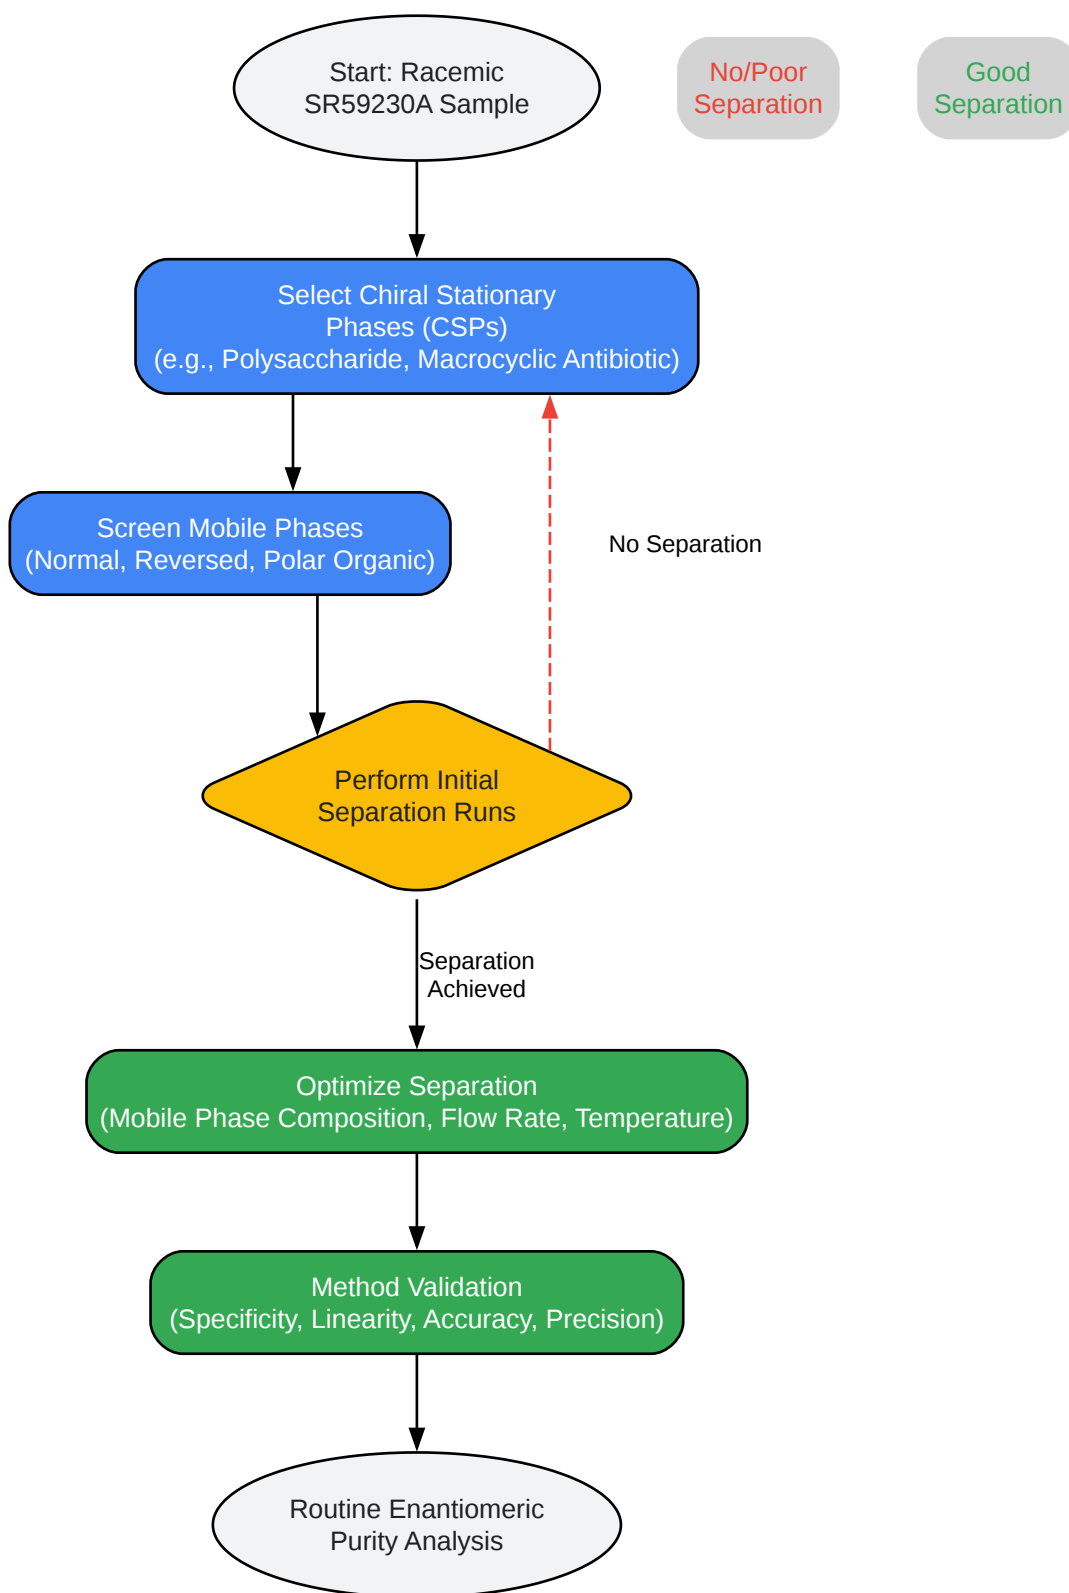 Start: Racemic
SR59230A Sample
No/Poor
Separation
Good
Separation
Select Chiral Stationary
Phases (CSPs)
(e.g., Polysaccharide, Macrocyclic Antibiotic)
Screen Mobile Phases
(Normal, Reversed, Polar Organic)
No Separation
Perform Initial
Separation Runs
Separation
Achieved
Optimize Separation
(Mobile Phase Composition, Flow Rate, Temperature)
Method Validation
(Specificity, Linearity, Accuracy, Precision)
Routine Enantiomeric
Purity Analysis